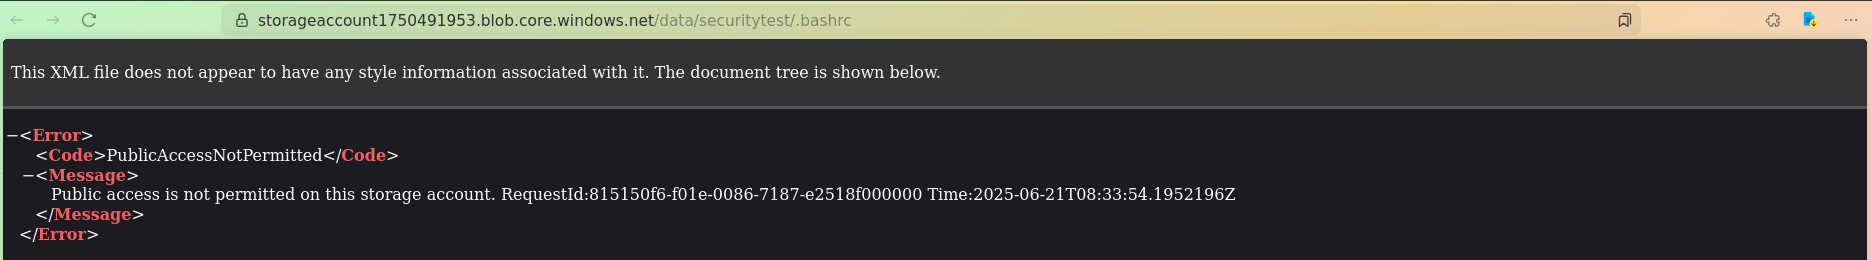 storageaccount1750491953.blob.core.windows.net/data/securitytest/.bashrc
This XML file does not appear to have any style information associated with it. The document tree is shown below.
−<Error>
<Code>PublicAccessNotPermitted</Code>
−<Message>
Public access is not permitted on this storage account. RequestId:815150f6-f01e-0086-7187-e2518f000000 Time:2025-06-21T08:33:54.1952196Z
</Message>
</Error>